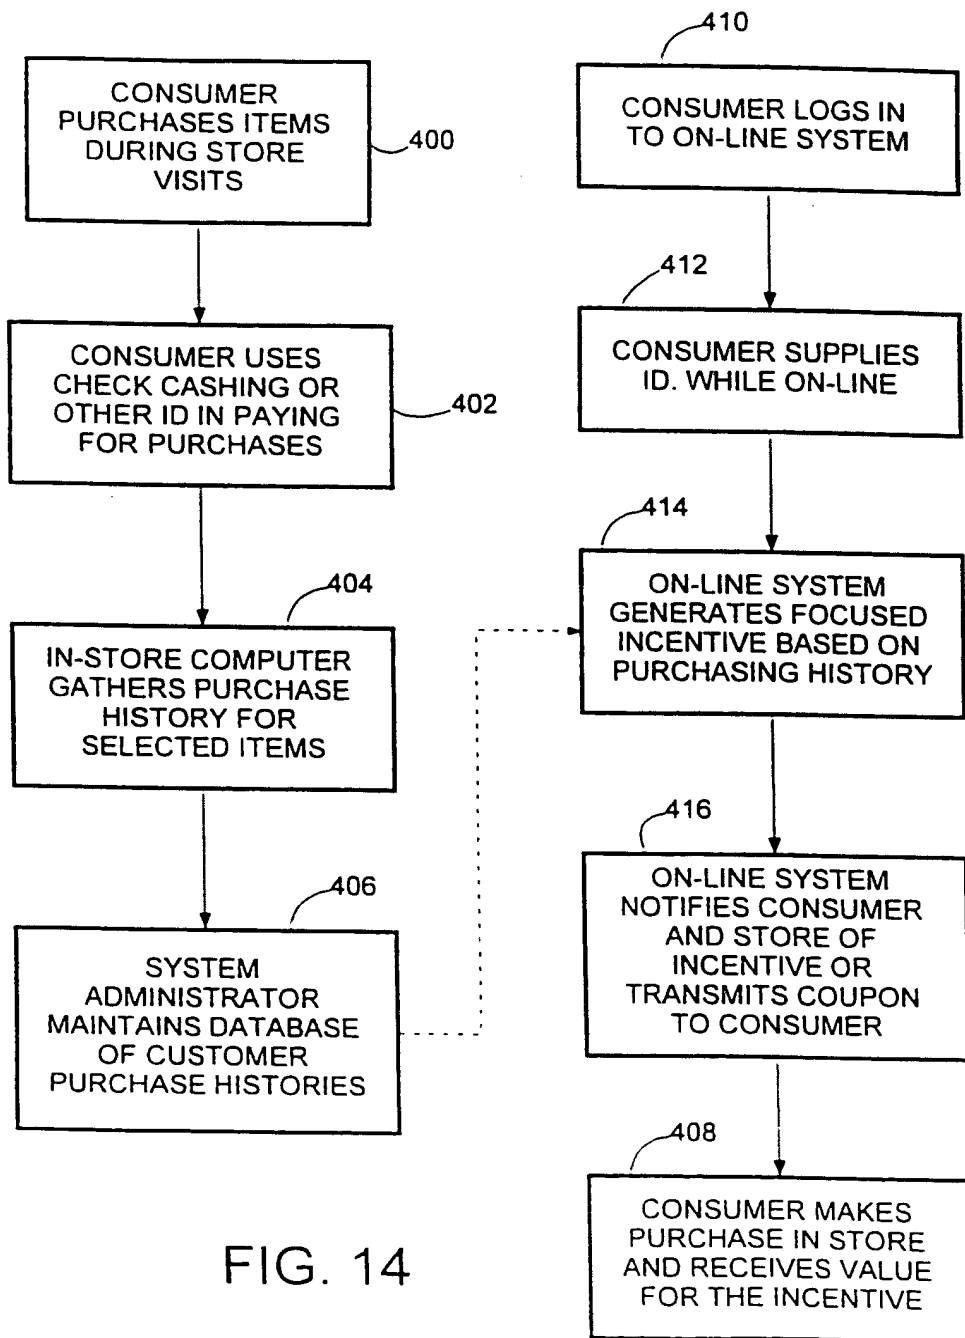 CONSUMER
PURCHASES ITEMS
DURING STORE
VISITS
400
CONSUMER USES
CHECK CASHING OR
OTHER ID IN PAYING
FOR PURCHASES
402
404
IN-STORE COMPUTER
GATHERS PURCHASE
HISTORY FOR
SELECTED ITEMS
406
SYSTEM
ADMINISTRATOR
MAINTAINS DATABASE
OF CUSTOMER
PURCHASE HISTORIES
410
CONSUMER LOGS IN
TO ON-LINE SYSTEM
412
CONSUMER SUPPLIES
ID. WHILE ON-LINE
414
ON-LINE SYSTEM
GENERATES FOCUSED
INCENTIVE BASED ON
PURCHASING HISTORY
416
ON-LINE SYSTEM
NOTIFIES CONSUMER
AND STORE OF
INCENTIVE OR
TRANSMITS COUPON
TO CONSUMER
408
CONSUMER MAKES
PURCHASE IN STORE
AND RECEIVES VALUE
FOR THE INCENTIVE
FIG. 14